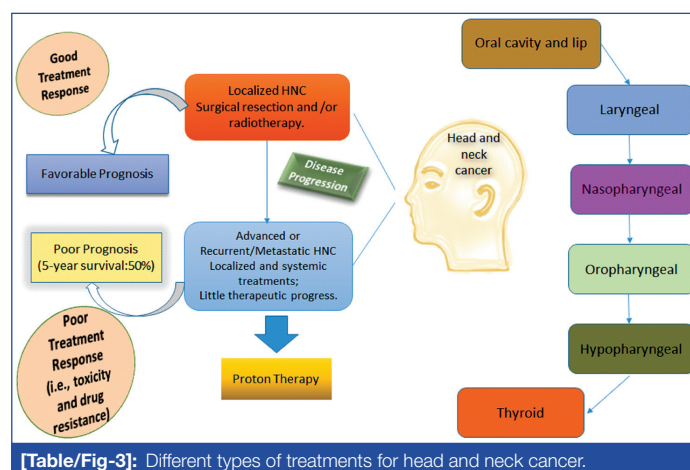 Good
Treatment
Response
Localized HNC
Surgical resection and /or
radiotherapy.
Favorable Prognosis
Disease
Progression
Head and
neck
cancer
Poor Prognosis
(5-year survival:50%)
Advanced or
Recurrent/Metastatic HNC
Localized and systemic
treatments;
Little therapeutic progress.
Poor
Treatment
Response
(i.e., toxicity
and drug
resistance)
Proton Therapy
Oral cavity and lip
Laryngeal
Nasopharyngeal
Oropharyngeal
Hypopharyngeal
Thyroid
[Table/Fig-3]: Different types of treatments for head and neck cancer.